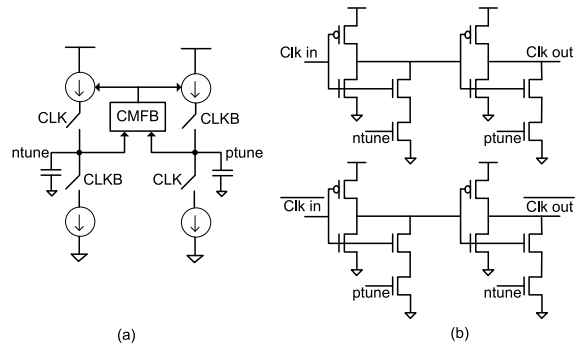 CLK
CMFB
CLKB
ntune
ptune
CLKB
CLK
(a)
Clk in
Clk out
ntune
ptune
Clk in
Clk out
ptune
ntune
(b)